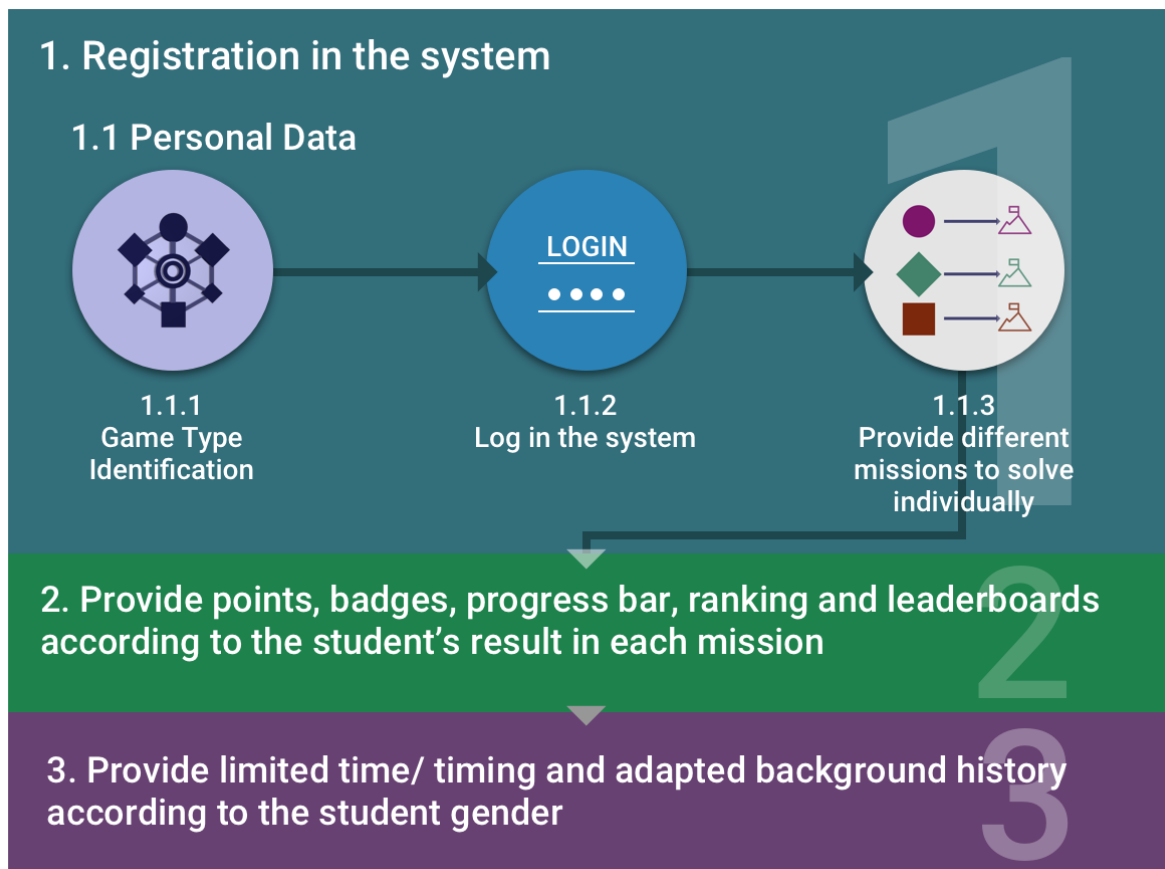 1. Registration in the system
1.1 Personal Data
LOGIN
1.1.1
Game Type
Identification
1.1.2
Log in the system
1.1.3
Provide different
missions to solve
individually
1
2. Provide points, badges, progress bar, ranking and leaderboards
according to the student's result in each mission
2
3. Provide limited time/ timing and adapted background history
according to the student gender
3